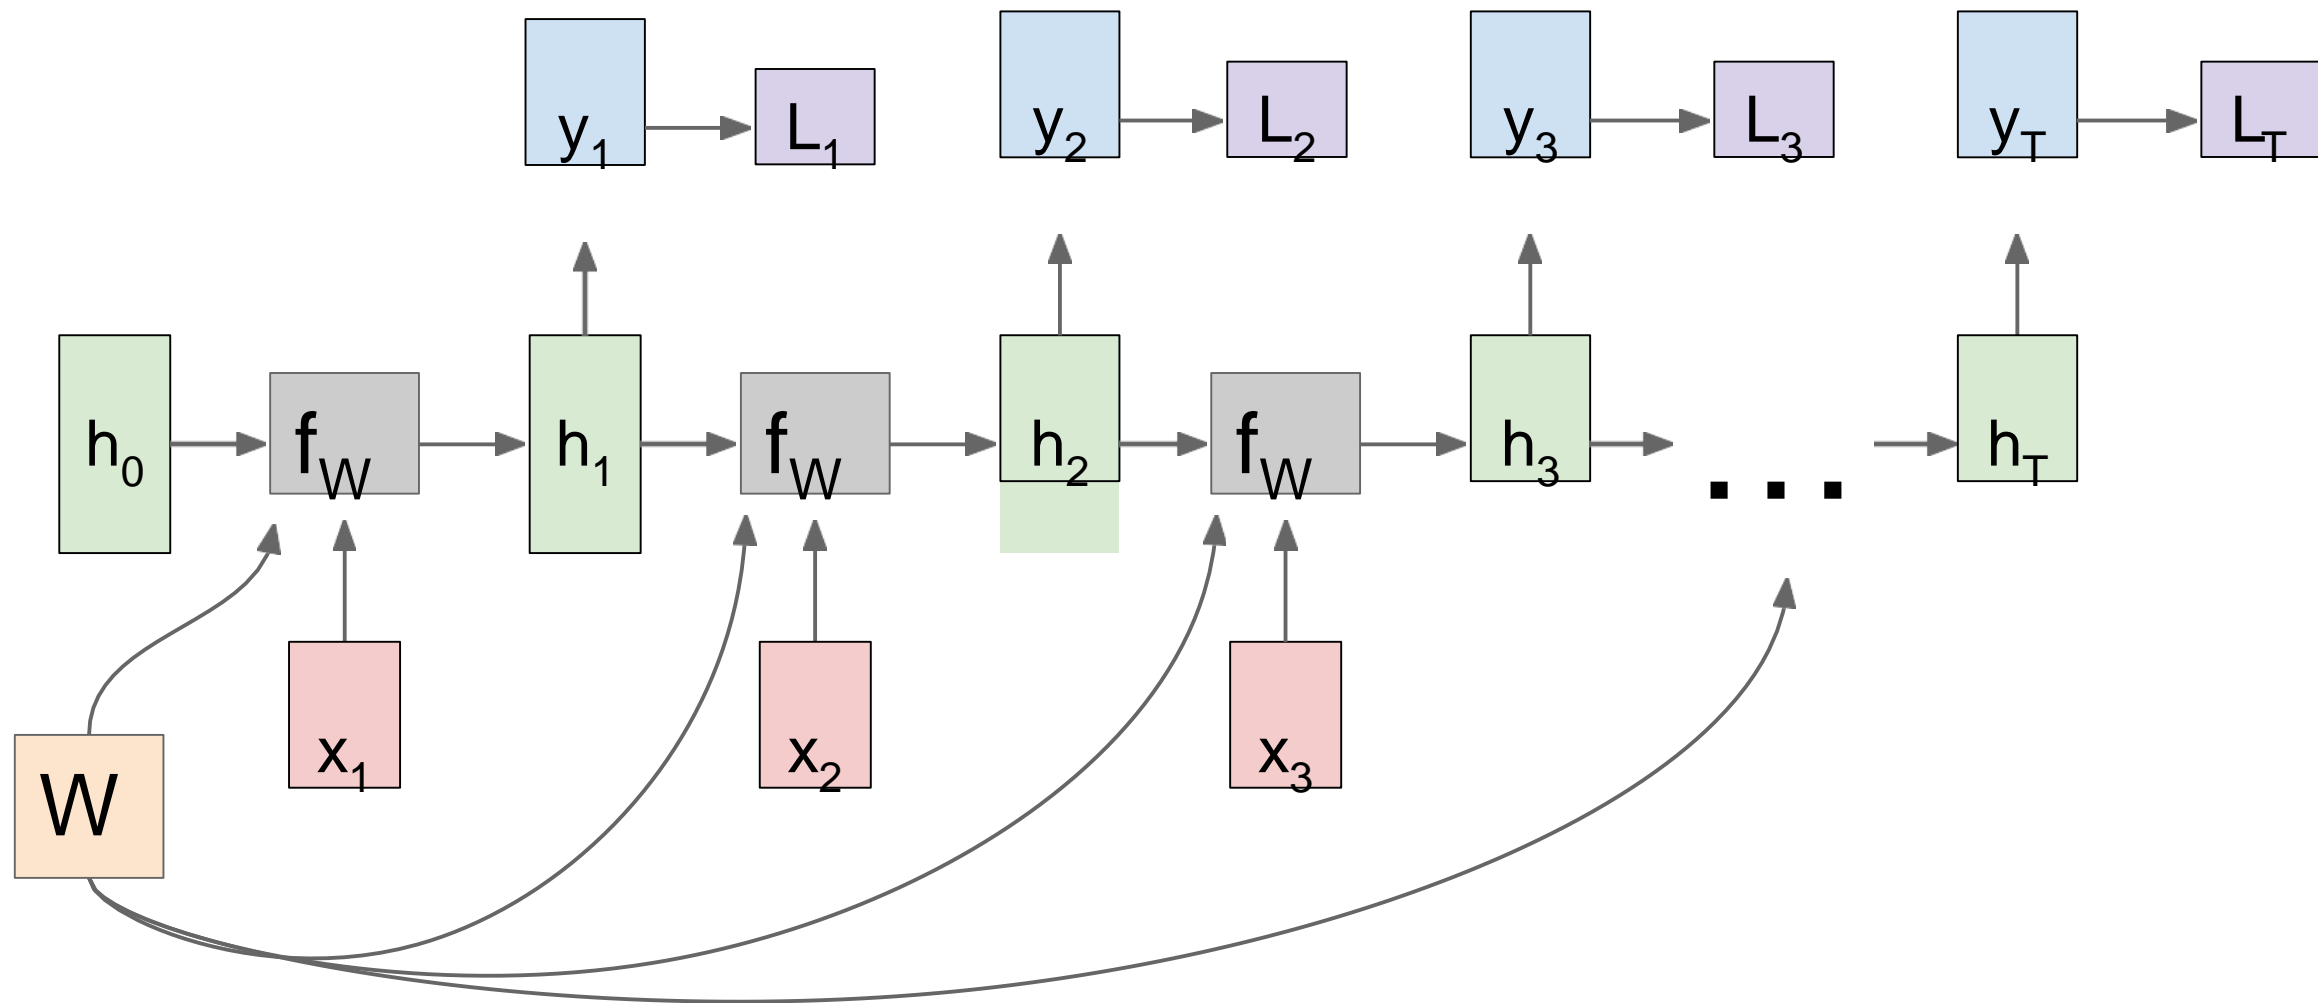 y1 L1 y2 L2 y3 L3 yT LT
h0 fW h1 fW h2 fW h3 ... hT
x1 x2 x3
W